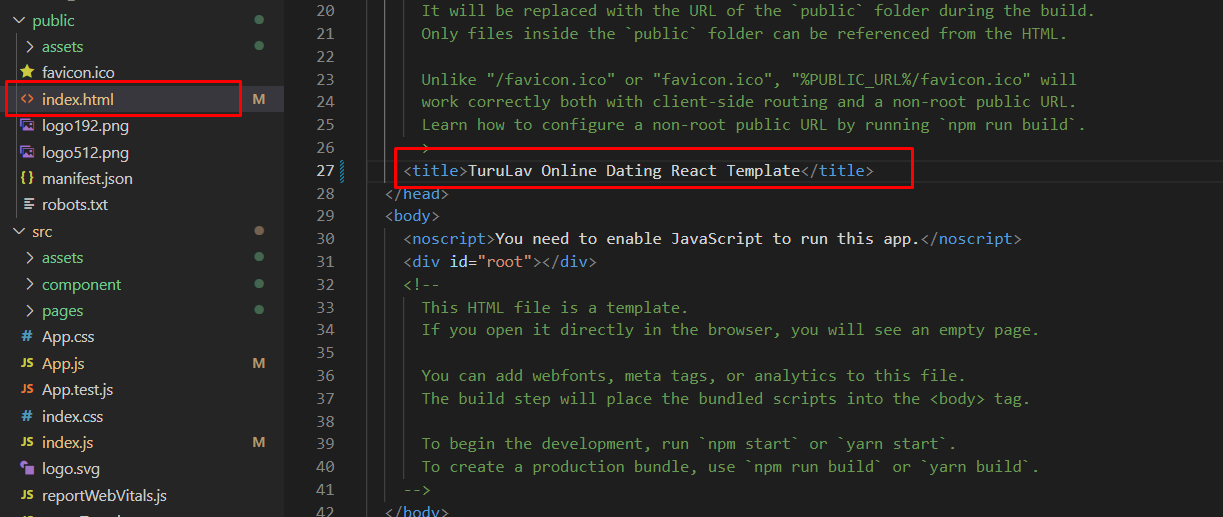 public
assets
favicon.ico
index.html M
logo192.png
logo512.png
manifest.json
robots.txt
src
assets
component
pages
App.css
App.js M
App.test.js
index.css
index.js M
logo.svg
reportWebVitals.js
20 It will be replaced with the URL of the `public` folder during the build.
21 Only files inside the `public` folder can be referenced from the HTML.
22
23 Unlike "/favicon.ico" or "favicon.ico", "%PUBLIC_URL%/favicon.ico" will
24 work correctly both with client-side routing and a non-root public URL.
25 Learn how to configure a non-root public URL by running `npm run build`.
26
27 <title>TuruLav Online Dating React Template</title>
28 </head>
29 <body>
30 <noscript>You need to enable JavaScript to run this app.</noscript>
31 <div id="root"></div>
32 <!--
33 This HTML file is a template.
34 If you open it directly in the browser, you will see an empty page.
35
36 You can add webfonts, meta tags, or analytics to this file.
37 The build step will place the bundled scripts into the <body> tag.
38
39 To begin the development, run `npm start` or `yarn start`.
40 To create a production bundle, use `npm run build` or `yarn build`.
41 -->
42 </body>